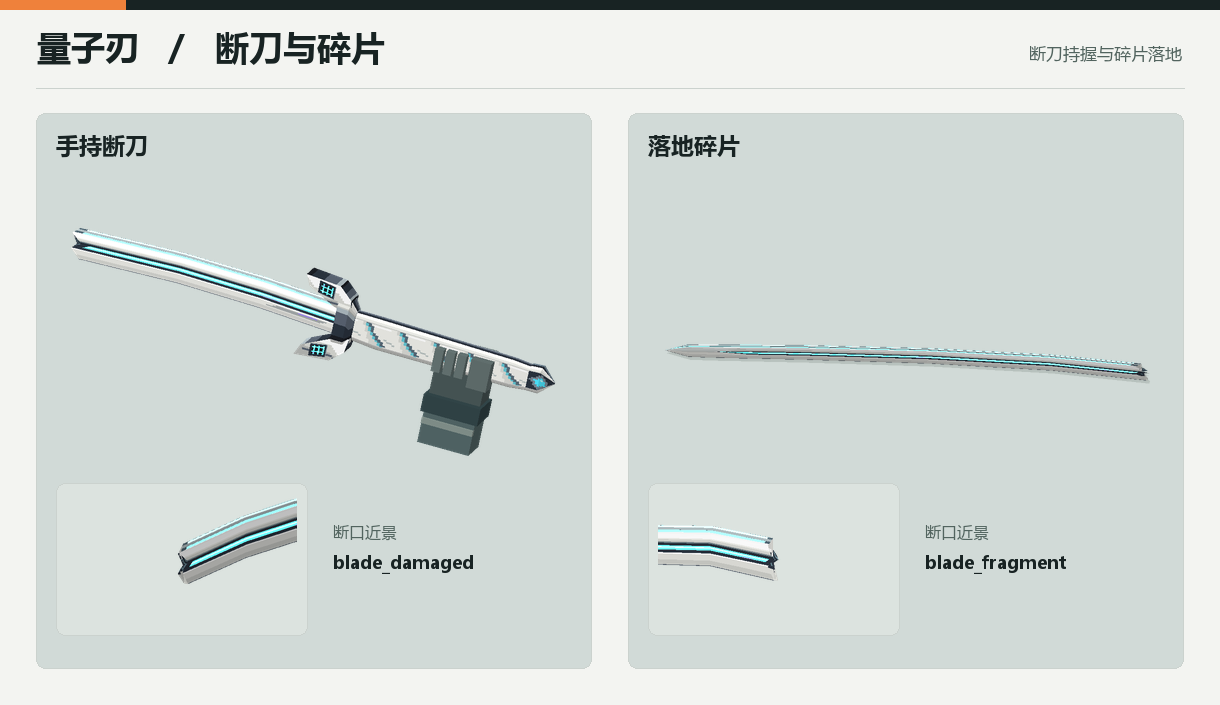 量子刃 / 断刀与碎片
断刀持握与碎片落地
手持断刀
断口近景
blade_damaged
落地碎片
断口近景
blade_fragment